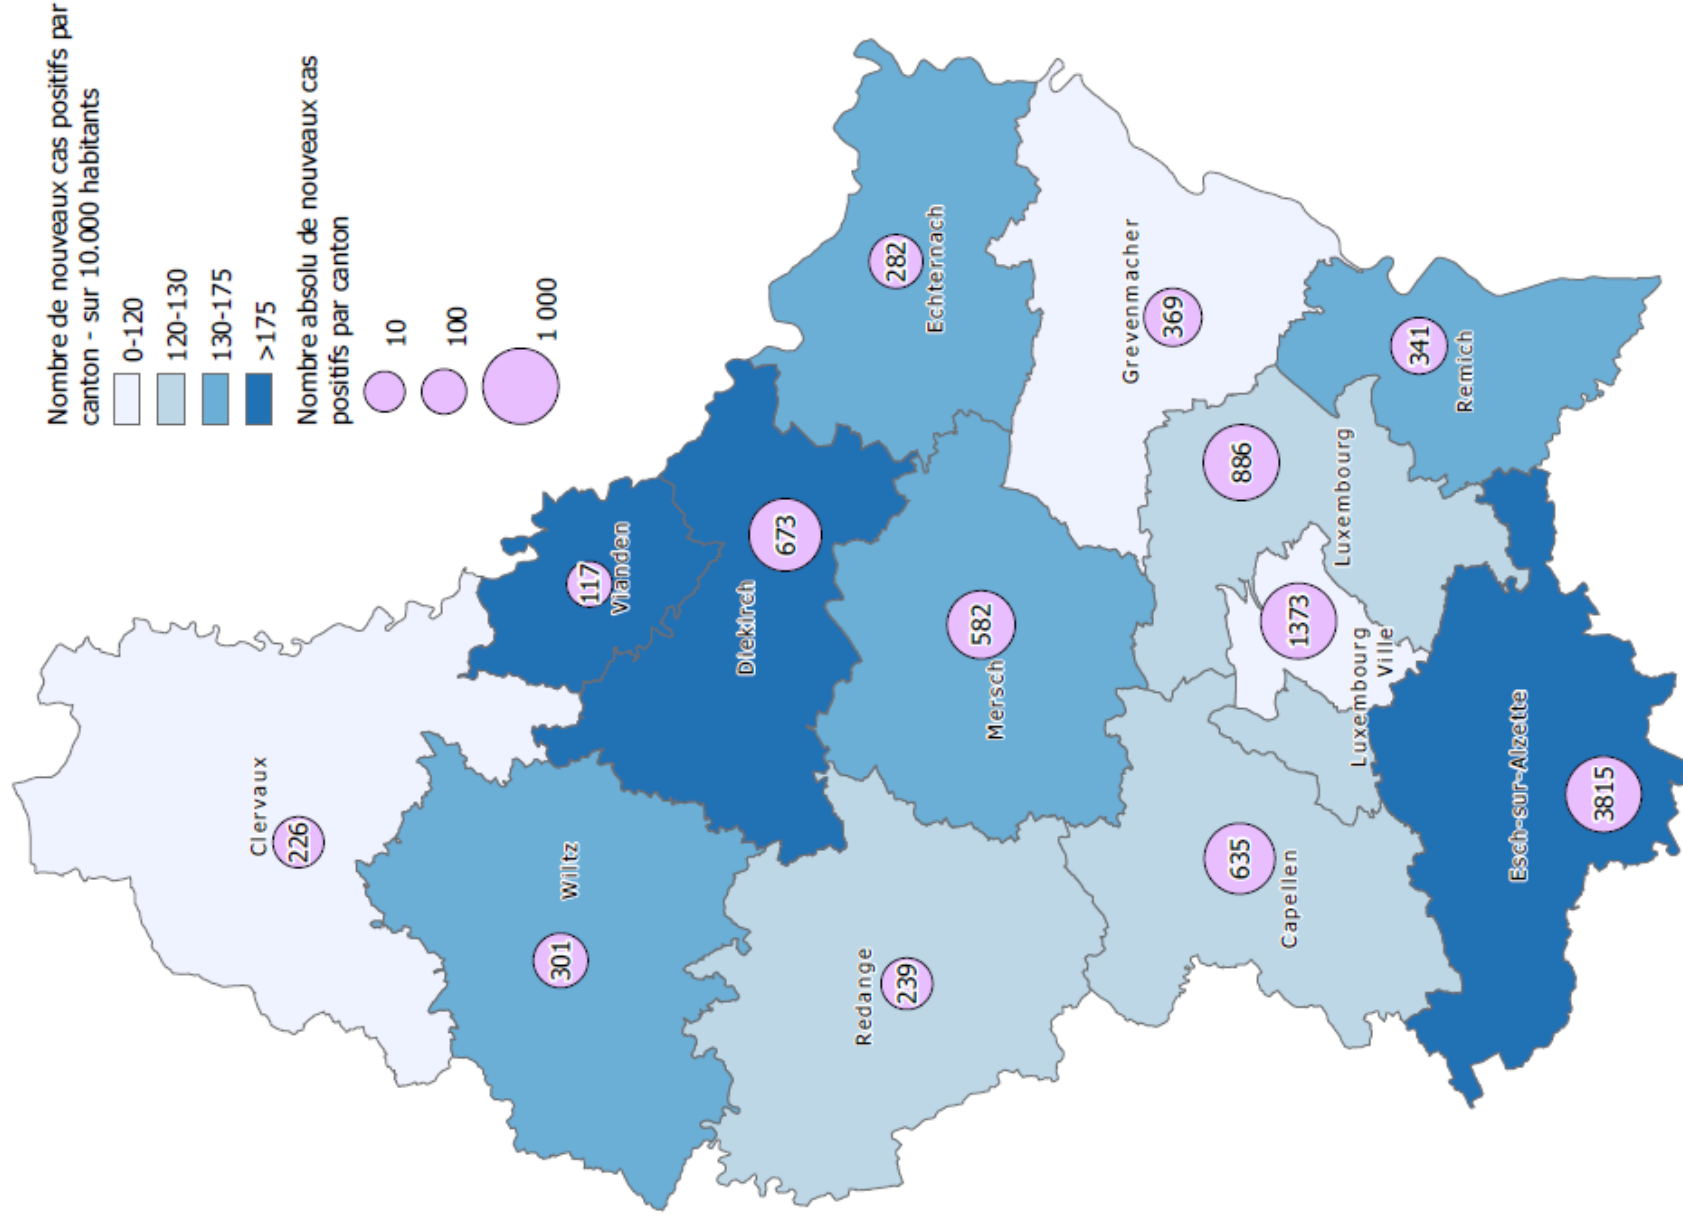 Nombre de nouveaux cas positifs par
canton - sur 10.000 habitants
0-120
120-130
130-175
>175
Nombre absolu de nouveaux cas
positifs par canton
10
100
1 000
Clervaux
226
Wiltz
301
117
Vianden
Diekirch
673
Redange
239
582
Mersch
282
Echternach
Grevenmacher
369
635
Capellen
886
Luxembourg
1373
Luxembourg
Ville
Luxembourg
341
Remich
Esch-sur-Alzette
3815